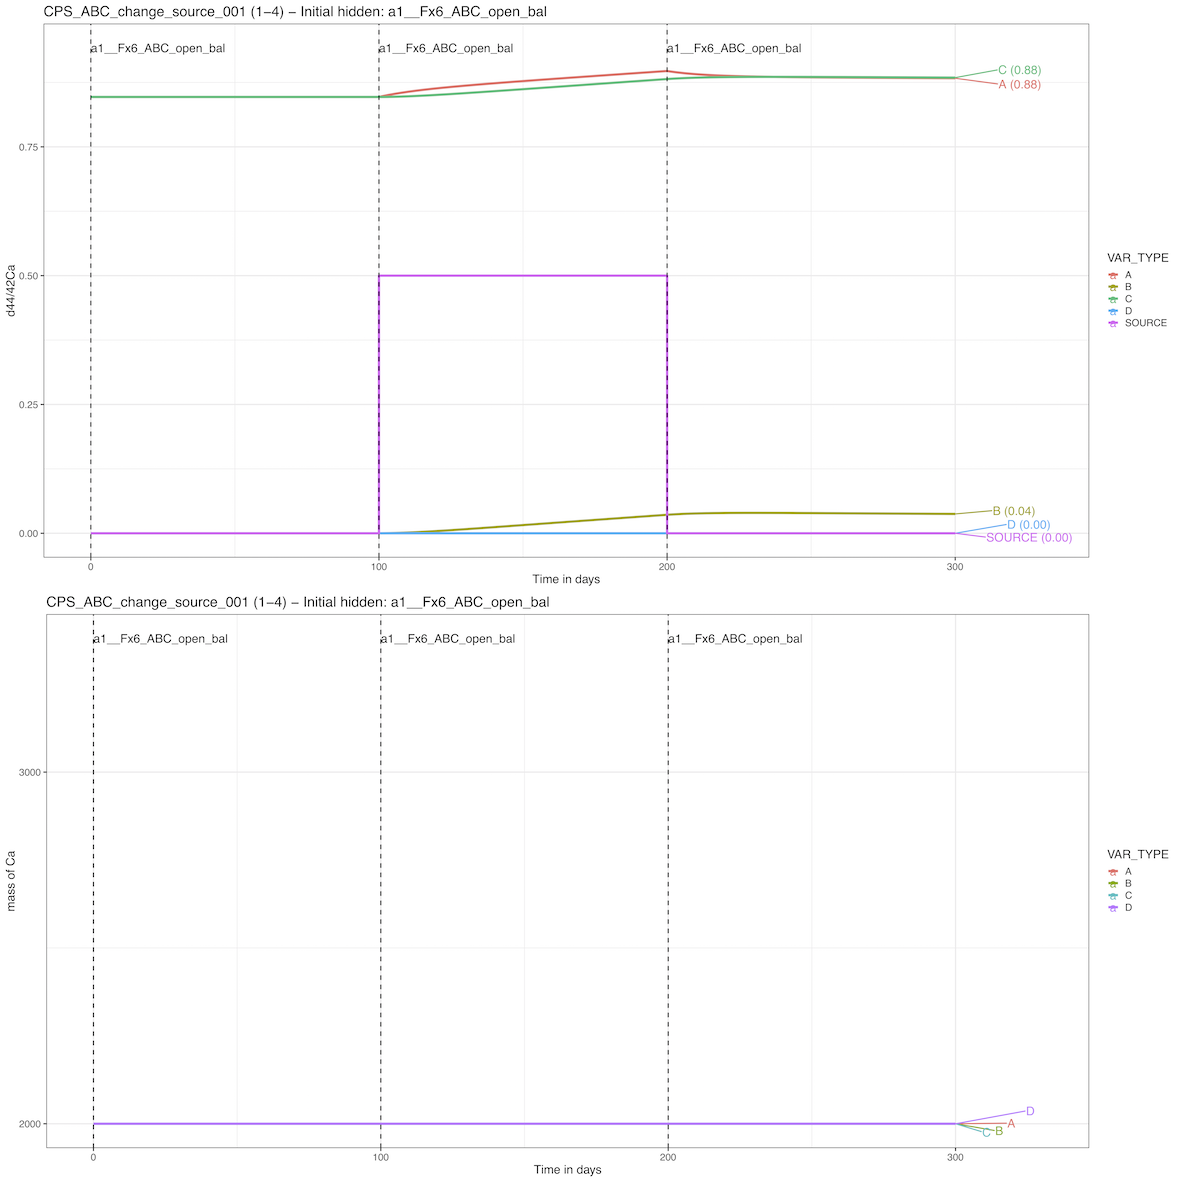 CPS_ABC_change_source_001 (1−4) − Initial hidden: a1__Fx6_ABC_open_bal
a1__Fx6_ABC_open_bal a1__Fx6_ABC_open_bal a1__Fx6_ABC_open_bal
C (0.88)
A (0.88)
0.75
0.50
0.25
0.00
d44/42Ca
B (0.04)
D (0.00)
SOURCE (0.00)
0 100 200 300
Time in days
VAR_TYPE
A
B
C
D
SOURCE
CPS_ABC_change_source_001 (1−4) − Initial hidden: a1__Fx6_ABC_open_bal
a1__Fx6_ABC_open_bal a1__Fx6_ABC_open_bal a1__Fx6_ABC_open_bal
3000
2000
mass of Ca
D
A
B
C
0 100 200 300
Time in days
VAR_TYPE
A
B
C
D